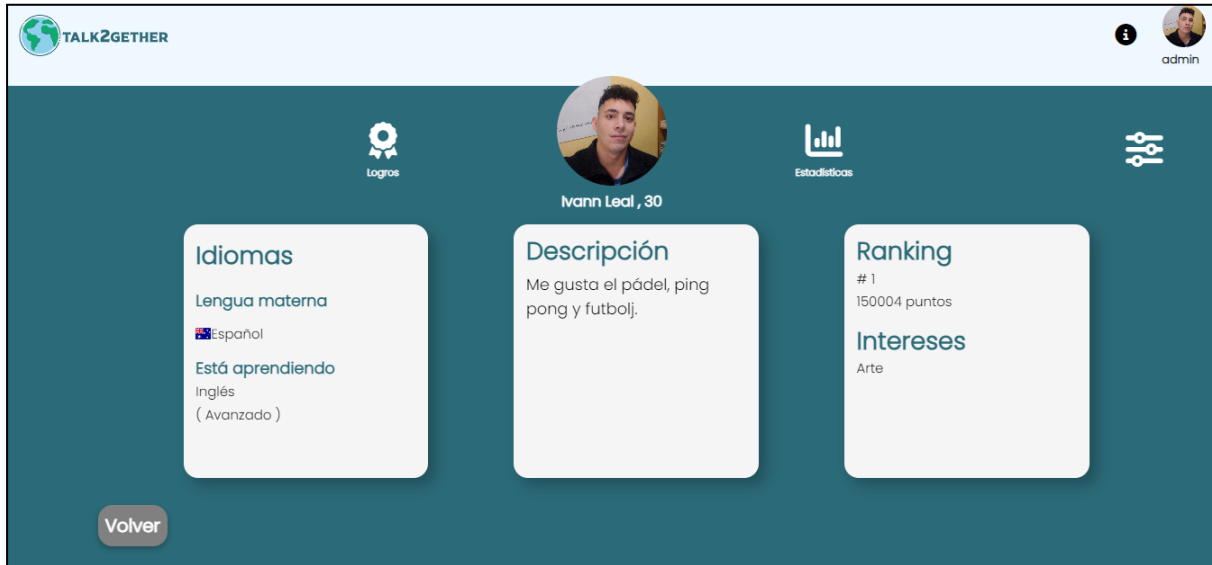 TALK2GETHER
admin
Logros
Estadísticas
Ivann Leal , 30
Idiomas
Lengua materna
Español
Está aprendiendo
Inglés
( Avanzado )
Descripción
Me gusta el pádel, ping
pong y futbolj.
Ranking
# 1
150004 puntos
Intereses
Arte
Volver